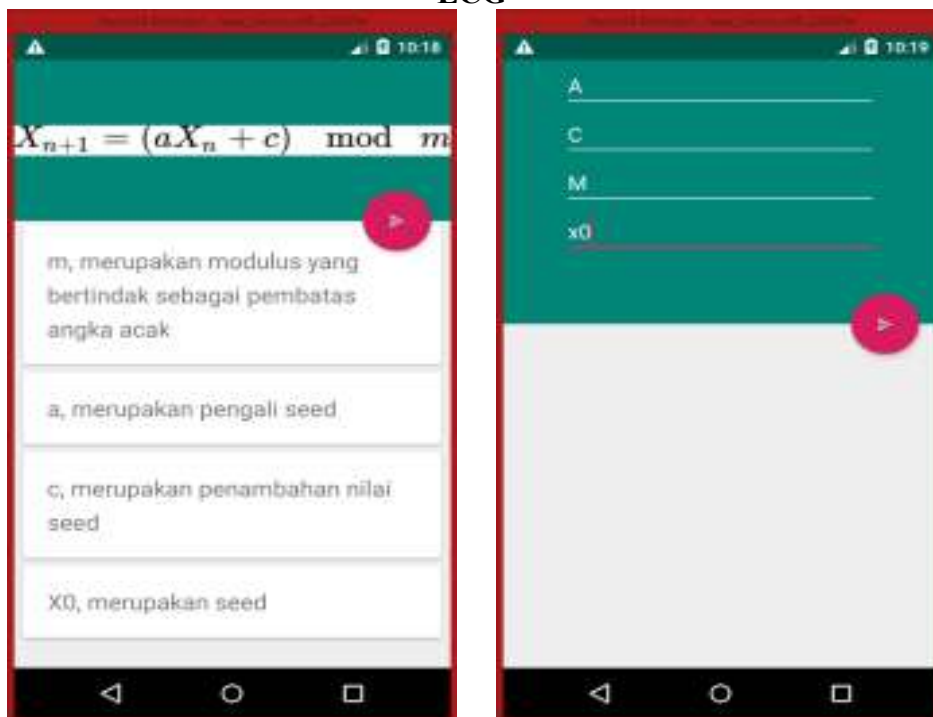 10:18
X_{n+1} = (aX_n + c) mod m
m, merupakan modulus yang
bertindak sebagai pembatas
angka acak
a, merupakan pengali seed
c, merupakan penambahan nilai
seed
X0, merupakan seed
10:19
A
C
M
x0